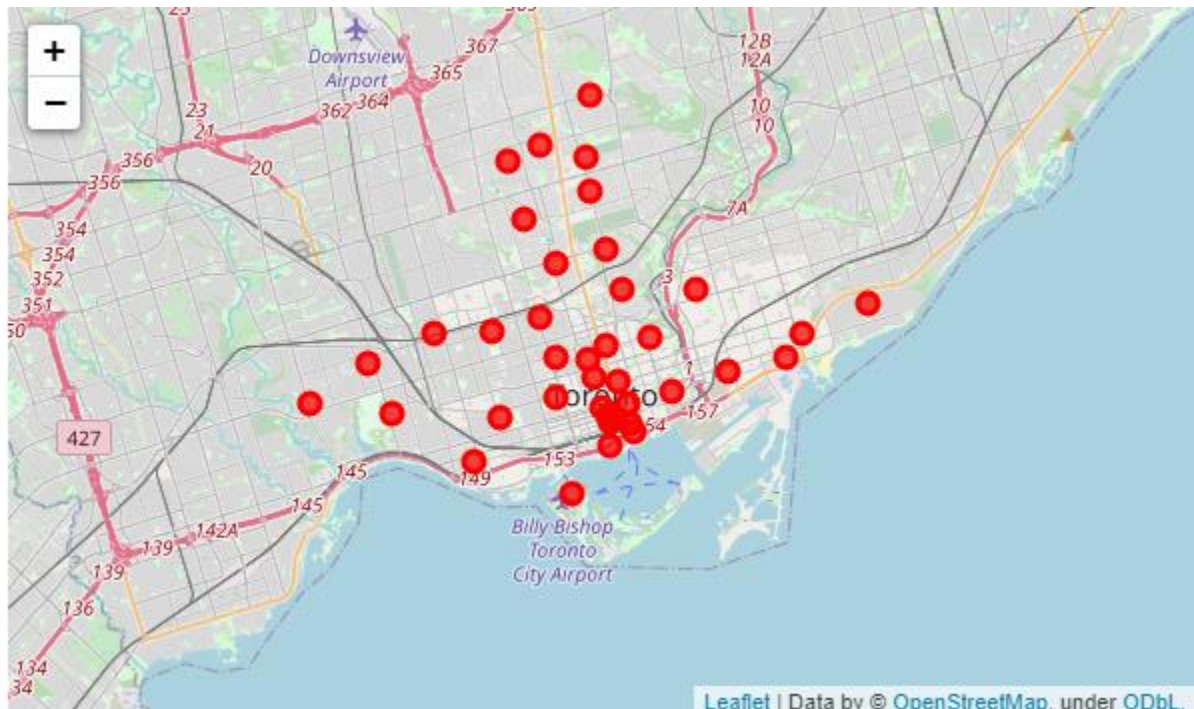 +
−
Downsview
Airport
367
365
364
362
23
21
20
356
356
354
354
352
351
12B
12A
10
10
7A
3
1
427
157
153
149
145
145
142A
139
139
136
134
Billy Bishop
Toronto
City Airport
Leaflet | Data by © OpenStreetMap, under ODbL.